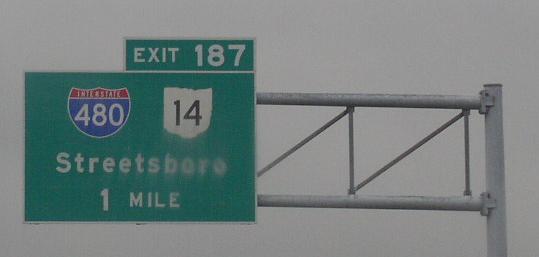 EXIT 187
INTERSTATE
480 14
Streetsboro
1 MILE